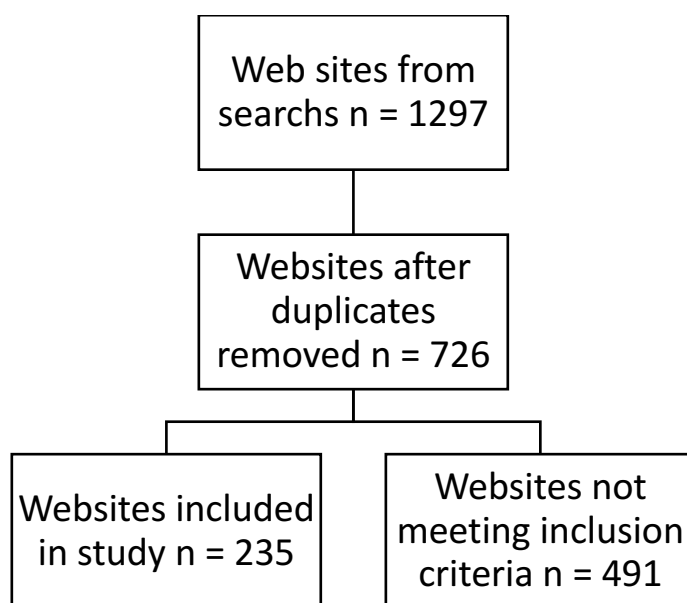 Web sites from
searchs n = 1297
Websites after
duplicates
removed n = 726
Websites included
in study n = 235
Websites not
meeting inclusion
criteria n = 491